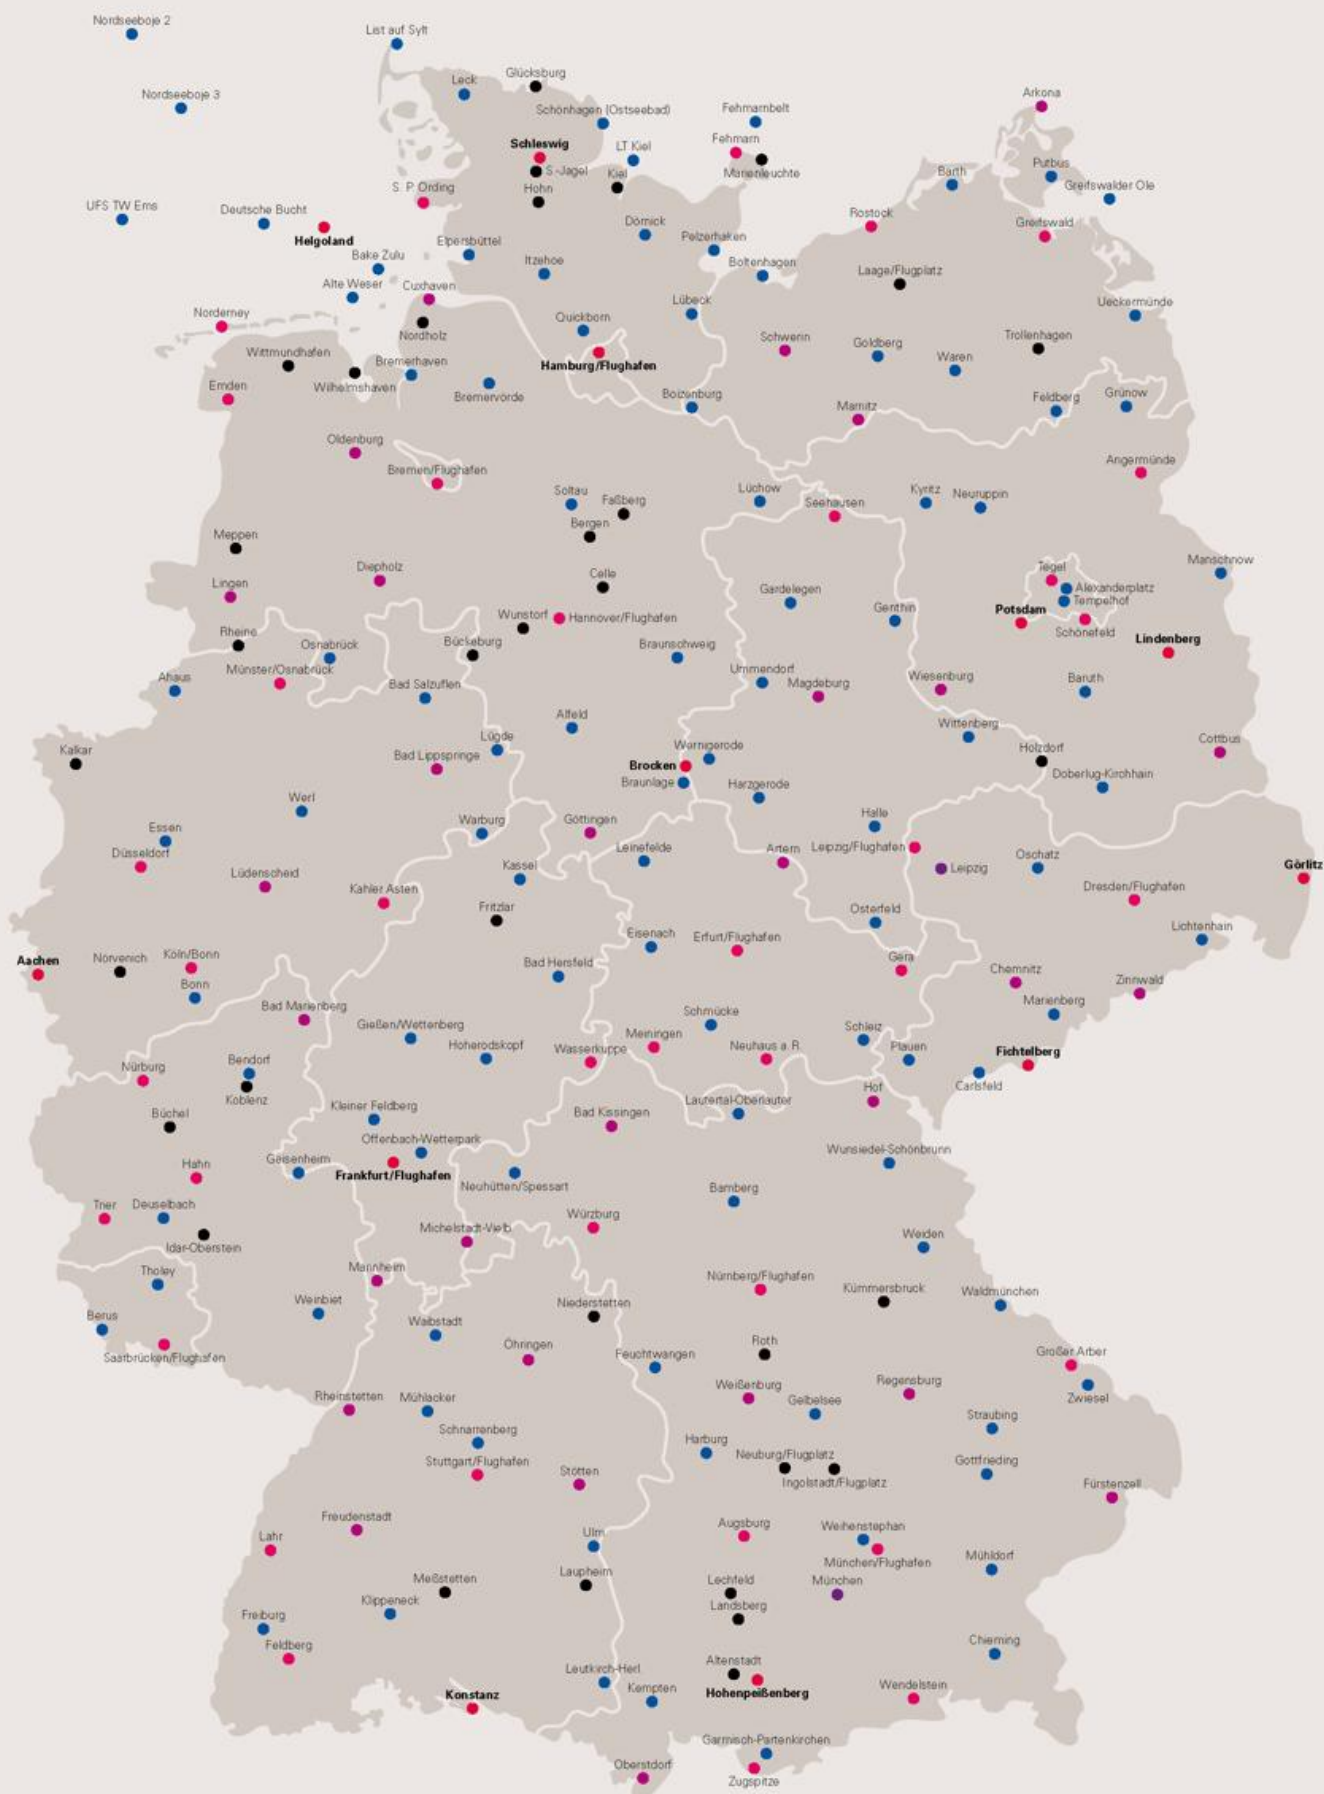 Nordseeboje 2
List auf Sylt
Glücksburg
Leck
Nordseeboje 3
Arkona
Schönhagen (Ostseebad)
Fehmarnbelt
Fehmarn
Schleswig
LT Kiel
S.-Jagel
Kiel
Marienleuchte
Barth
Putbus
Greifswalder Oie
S. P. Ording
Hohn
UFS TW Ems
Deutsche Bucht
Helgoland
Rostock
Greifswald
Dörnick
Pelzerhaken
Elpersbüttel
Bake Zulu
Itzehoe
Boltenhagen
Laage/Flugplatz
Alte Weser
Cuxhaven
Lübeck
Ueckermünde
Norderney
Quickborn
Nordholz
Schwerin
Goldberg
Trollenhagen
Wittmundhafen
Waren
Bremerhaven
Hamburg/Flughafen
Emden
Wilhelmshaven
Bremervörde
Boizenburg
Feldberg
Grünow
Marnitz
Oldenburg
Bremen/Flughafen
Angermünde
Soltau
Faßberg
Lüchow
Seehausen
Kyritz
Neuruppin
Bergen
Meppen
Diepholz
Celle
Manschnow
Tegel
Lingen
Gardelegen
Alexanderplatz
Tempelhof
Genthin
Potsdam
Schönefeld
Wunstorf
Hannover/Flughafen
Rheine
Osnabrück
Bückeburg
Braunschweig
Lindenberg
Münster/Osnabrück
Ahaus
Bad Salzuflen
Ummendorf
Magdeburg
Wiesenburg
Baruth
Alfeld
Wittenberg
Lügde
Kalkar
Bad Lippspringe
Wernigerode
Holzdorf
Cottbus
Brocken
Braunlage
Harzgerode
Doberlug-Kirchhain
Werl
Essen
Warburg
Göttingen
Halle
Düsseldorf
Leinefelde
Artern
Leipzig/Flughafen
Leipzig
Oschatz
Görlitz
Lüdenscheid
Kassel
Kahler Asten
Dresden/Flughafen
Fritzlar
Osterfeld
Lichtenhain
Eisenach
Erfurt/Flughafen
Aachen
Nörvenich
Köln/Bonn
Bad Hersfeld
Gera
Chemnitz
Zinnwald
Bonn
Bad Marienberg
Marienberg
Gießen/Wettenberg
Schmücke
Hoherodskopf
Wasserkuppe
Meiningen
Neuhaus a. R.
Schleiz
Plauen
Fichtelberg
Nürburg
Bendorf
Koblenz
Carlsfeld
Hof
Büchel
Kleiner Feldberg
Bad Kissingen
Lautertal-Oberlauter
Offenbach-Wetterpark
Hahn
Geisenheim
Frankfurt/Flughafen
Neuhütten/Spessart
Wunsiedel-Schönbrunn
Bamberg
Trier
Deuselbach
Michelstadt-Vielb
Würzburg
Idar-Oberstein
Weiden
Tholey
Mannheim
Nürnberg/Flughafen
Kümmersbruck
Waldmünchen
Berus
Weinbiet
Niederstetten
Waibstadt
Saarbrücken/Flughafen
Öhringen
Feuchtwangen
Roth
Großer Arber
Weißenburg
Regensburg
Zwiesel
Rheinstetten
Mühlacker
Gelbelsee
Straubing
Schnarrenberg
Harburg
Neuburg/Flugplatz
Stuttgart/Flughafen
Stötten
Ingolstadt/Flugplatz
Gottfrieding
Fürstenzell
Freudenstadt
Augsburg
Weihenstephan
Lahr
Ulm
München/Flughafen
Mühldorf
Meßstetten
Laupheim
Lechfeld
München
Klippeneck
Landsberg
Freiburg
Feldberg
Chieming
Leutkirch-Herl.
Kempten
Altenstadt
Hohenpeißenberg
Konstanz
Wendelstein
Garmisch-Partenkirchen
Oberstdorf
Zugspitze